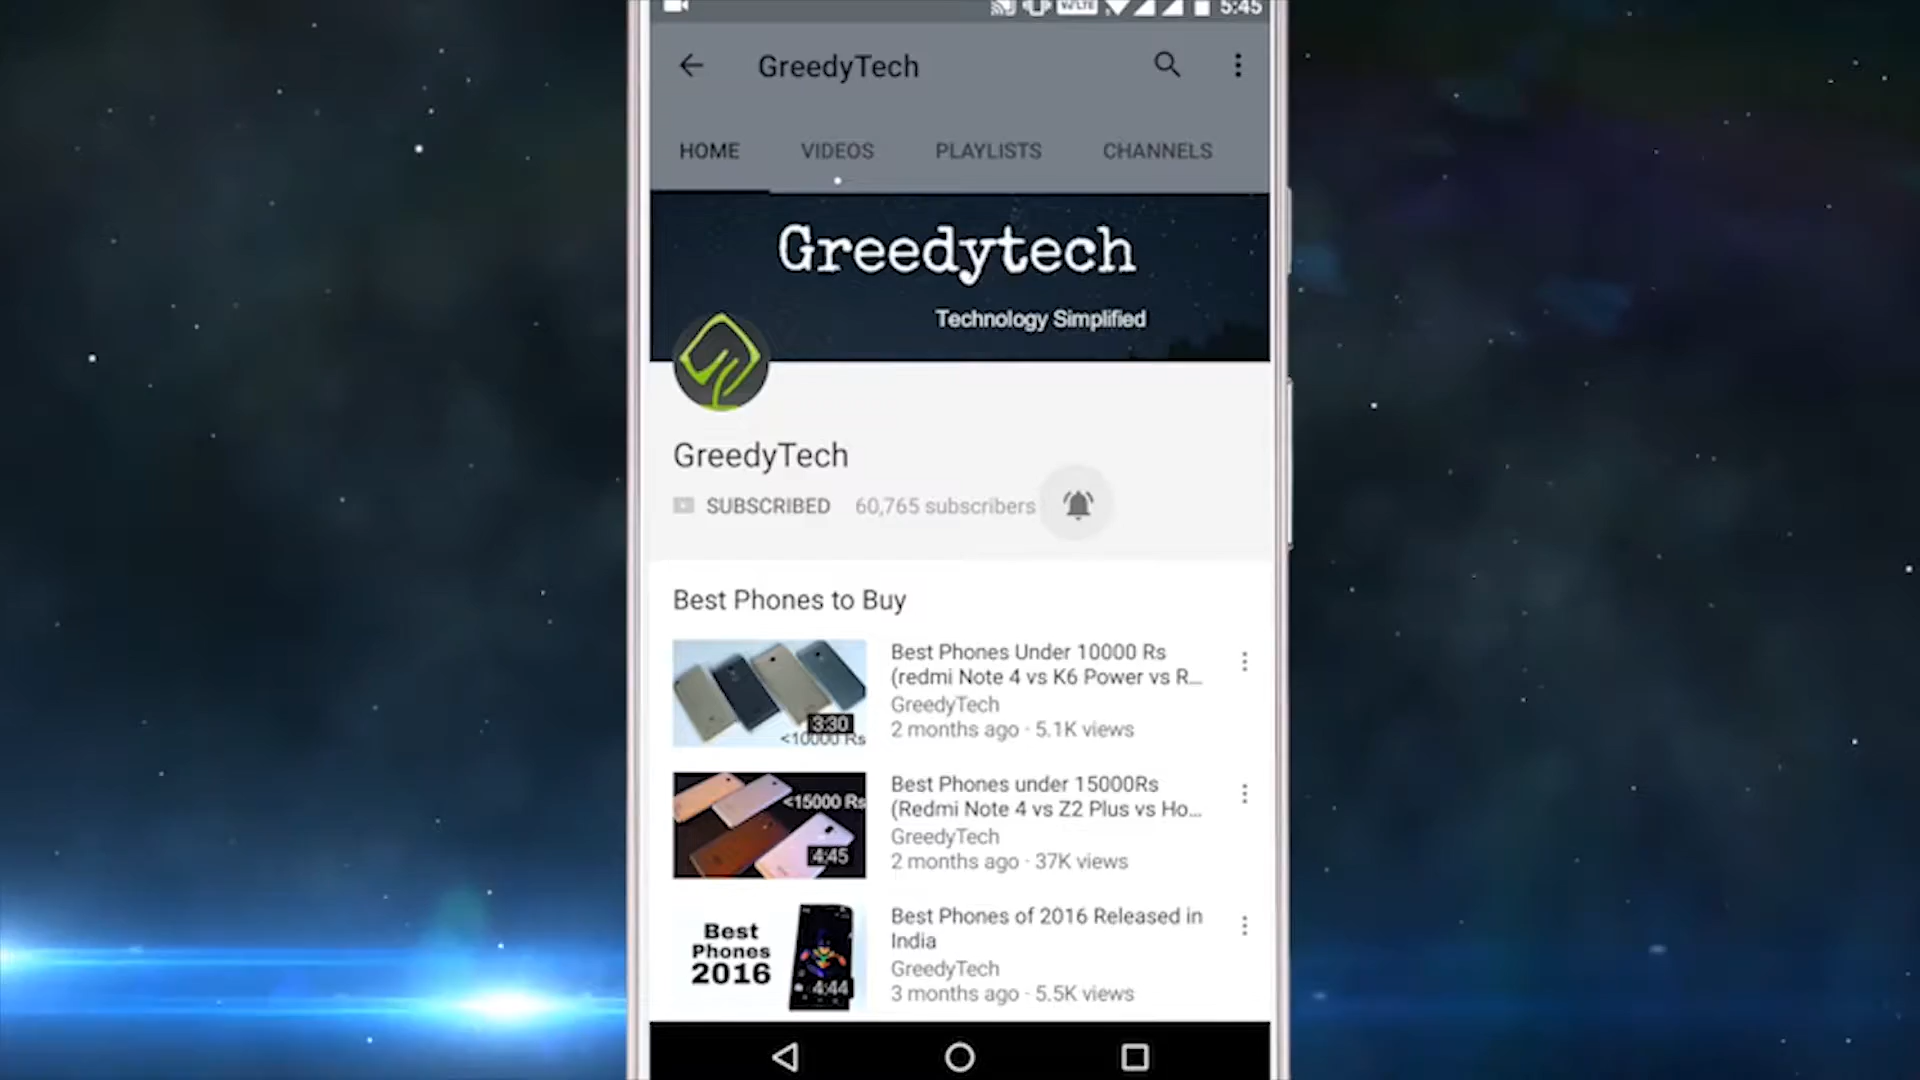 VoLTE 5:45
GreedyTech
HOME VIDEOS PLAYLISTS CHANNELS
Greedytech
Technology Simplified
GreedyTech
SUBSCRIBED 60,765 subscribers
Best Phones to Buy
Best Phones Under 10000 Rs
(redmi Note 4 vs K6 Power vs R...
GreedyTech
2 months ago · 5.1K views
3:30
<10000 Rs
Best Phones under 15000Rs
(Redmi Note 4 vs Z2 Plus vs Ho...
GreedyTech
2 months ago · 37K views
<15000 Rs
4:45
Best Phones of 2016 Released in
India
GreedyTech
3 months ago · 5.5K views
Best
Phones
2016
4:44